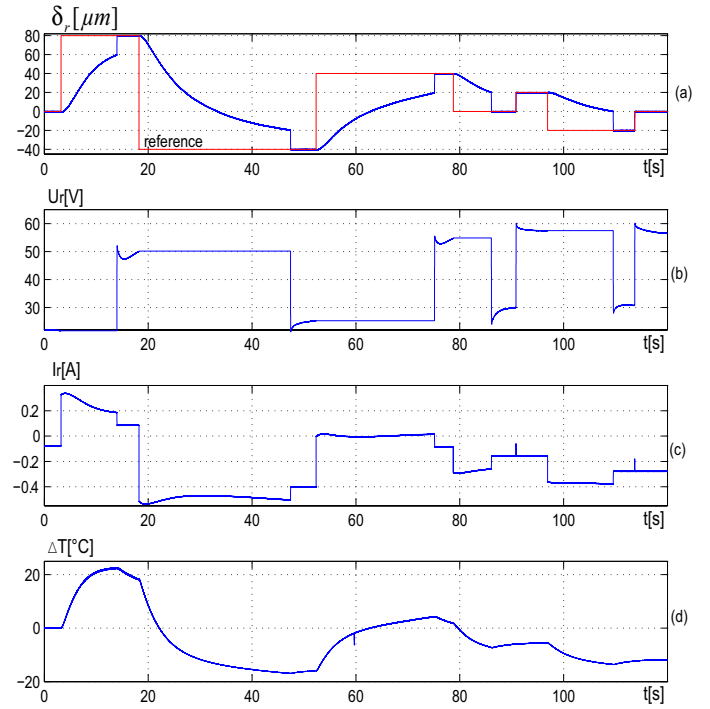 δr[μm]
80
60
40
20
0
−20
−40
reference
0 20 40 60 80 100 t[s]
(a)
Ur[V]
60
50
40
30
0 20 40 60 80 100 t[s]
(b)
Ir[A]
0.2
0
−0.2
−0.4
0 20 40 60 80 100 t[s]
(c)
ΔT[°C]
20
0
−20
0 20 40 60 80 100 t[s]
(d)